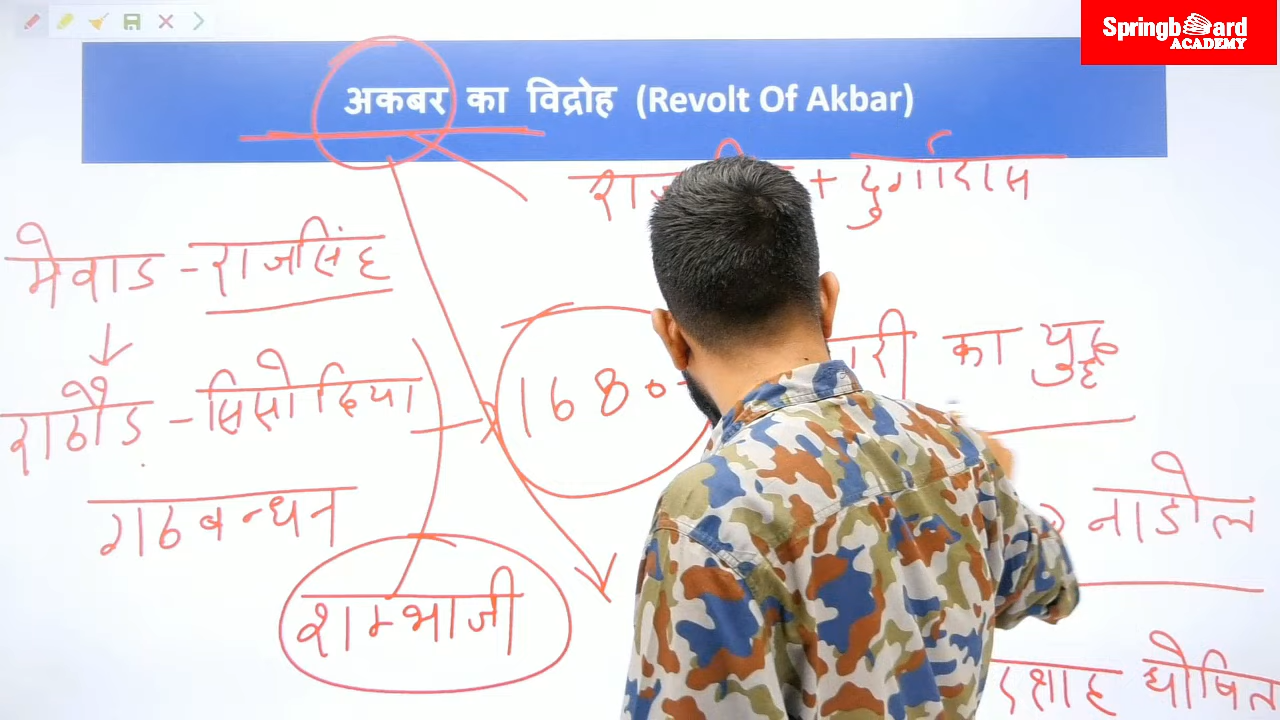 Springboard
ACADEMY
अकबर का विद्रोह (Revolt Of Akbar)
+ दुर्गादास
मेवाड - राजसिंह
राठौड - सिसोदिया
गठबन्धन
शम्भाजी
1680
का युद्ध
नाडोल
घोषित